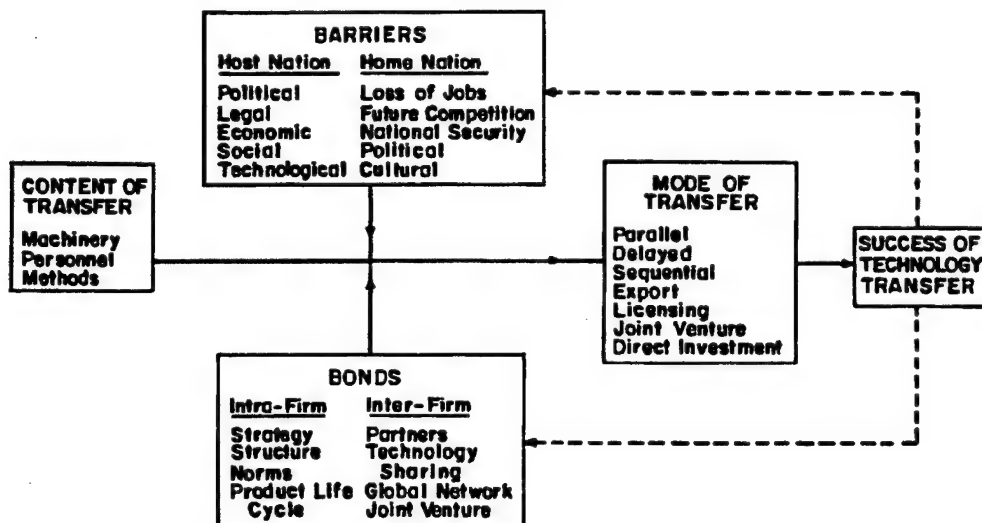 BARRIERS
Host Nation Home Nation
Political Loss of Jobs
Legal Future Competition
Economic National Security
Social Political
Technological Cultural
CONTENT OF
TRANSFER
Machinery
Personnel
Methods
MODE OF
TRANSFER
Parallel
Delayed
Sequential
Export
Licensing
Joint Venture
Direct Investment
SUCCESS OF
TECHNOLOGY
TRANSFER
BONDS
Intra-Firm Inter-Firm
Strategy Partners
Structure Technology
Norms Sharing
Product Life Global Network
Cycle Joint Venture